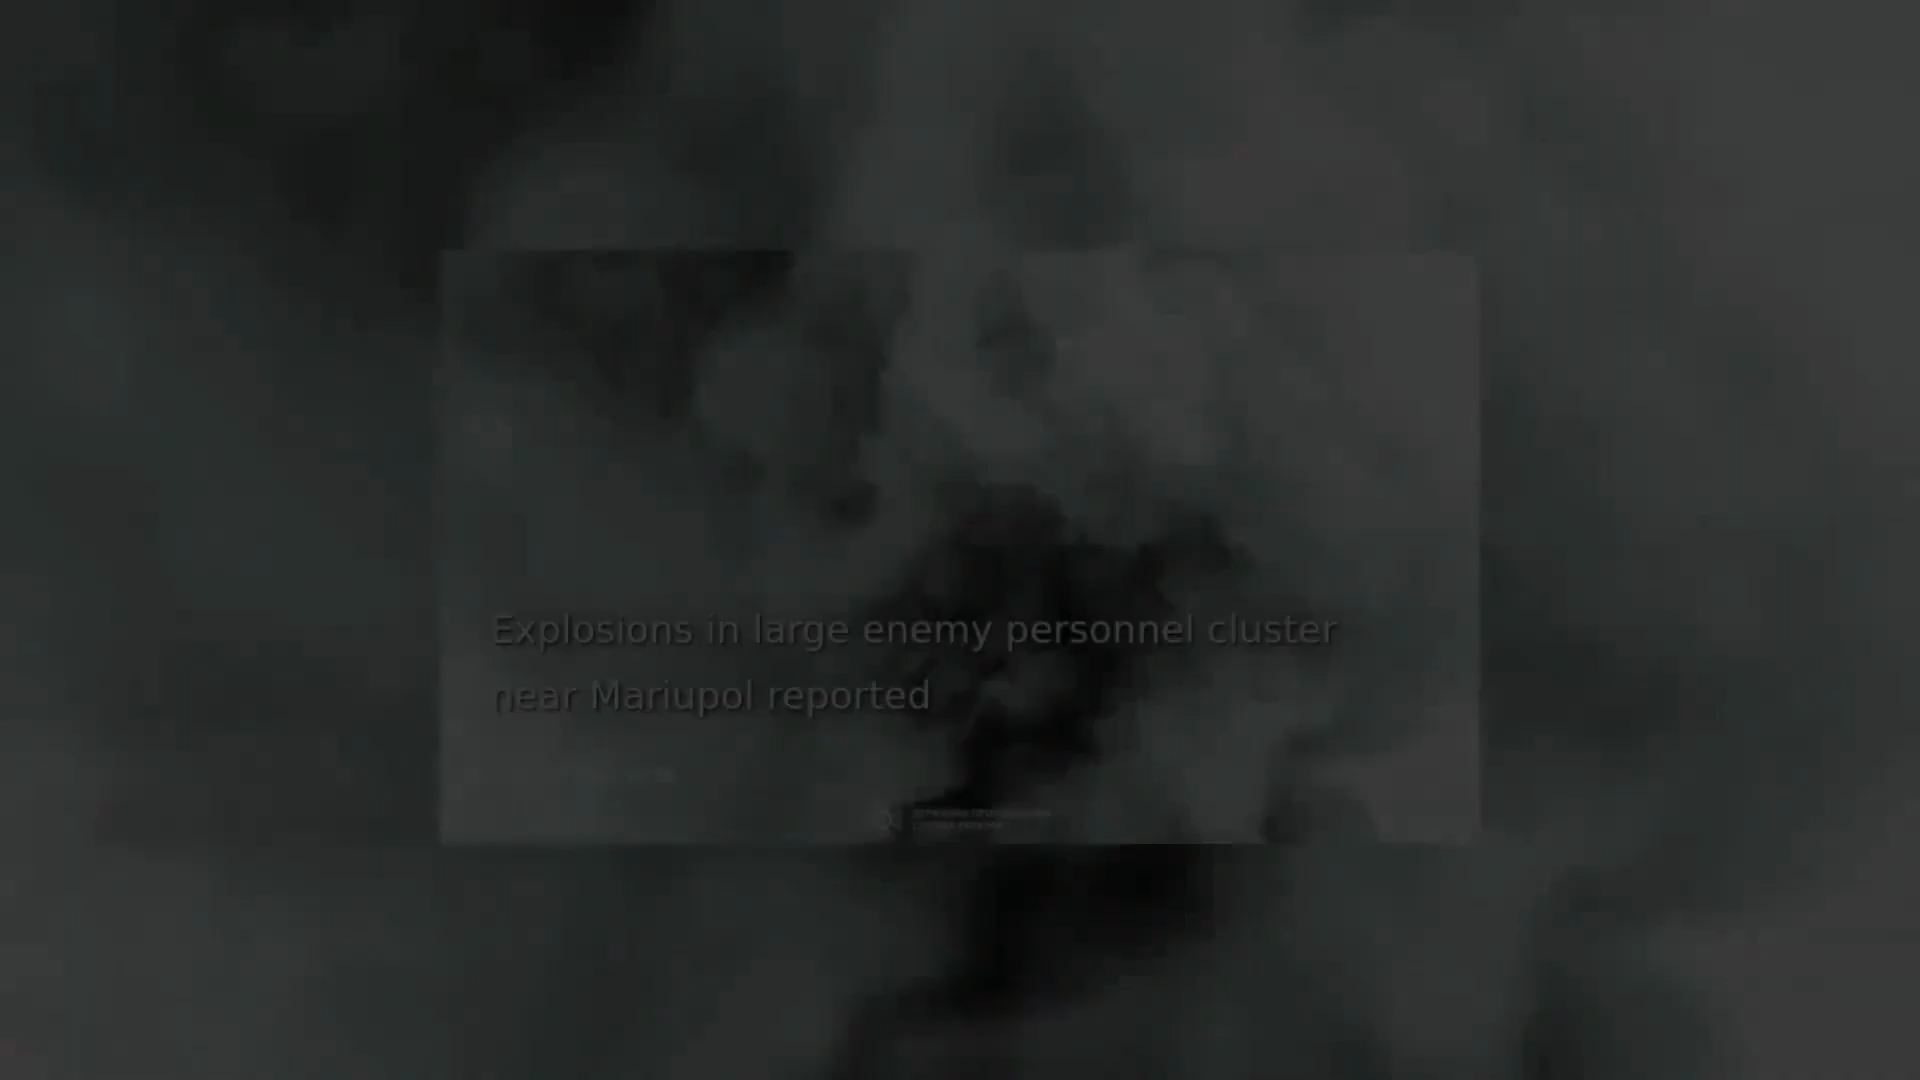 Explosions in large enemy personnel cluster
near Mariupol reported